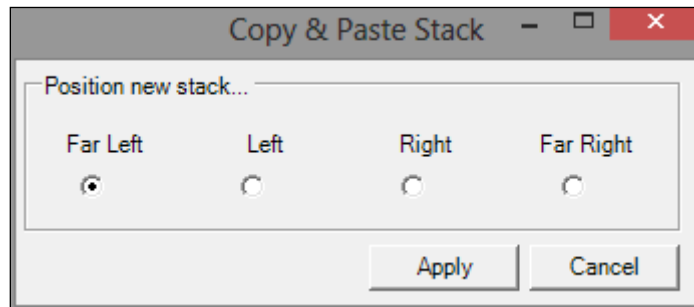 Copy & Paste Stack
Position new stack...
Far Left Left Right Far Right
Apply Cancel